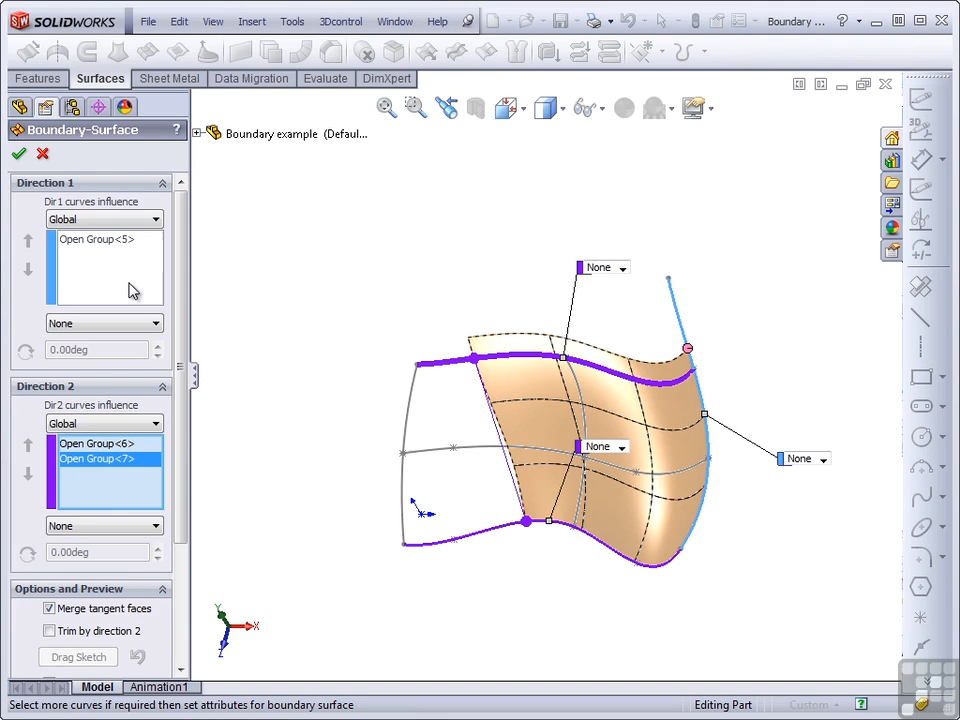 SOLIDWORKS File Edit View Insert Tools 3Dcontrol Window Help Boundary ... ?
Features Surfaces Sheet Metal Data Migration Evaluate DimXpert
Boundary-Surface ?
Boundary example (Defaul...
Direction 1
Dir1 curves influence
Global
Open Group<5>
None
0.00deg
Direction 2
Dir2 curves influence
Global
Open Group<6>
Open Group<7>
None
0.00deg
Options and Preview
Merge tangent faces
Trim by direction 2
Drag Sketch
None
None
None
Y
X
Z
3D
Model Animation1
Select more curves if required then set attributes for boundary surface
Editing Part
Custom
?